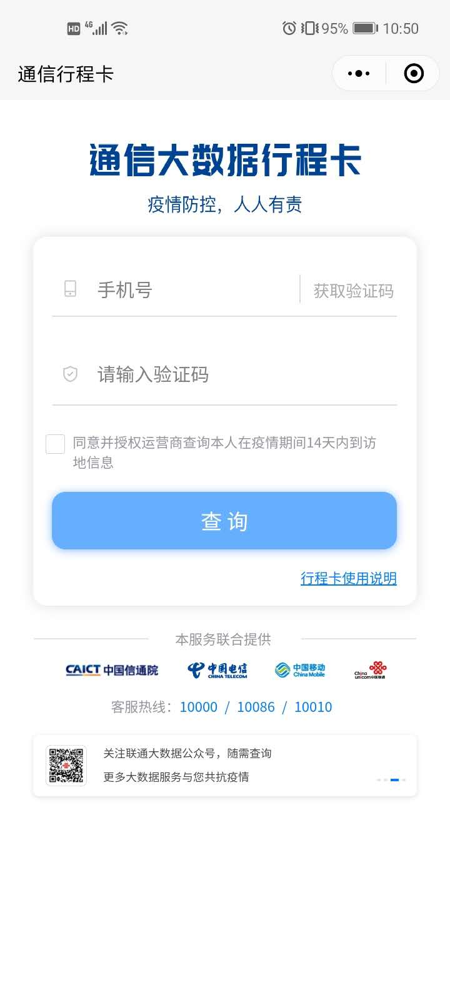 HD 4G 95% 10:50
通信行程卡
通信大数据行程卡
疫情防控，人人有责
手机号 获取验证码
请输入验证码
同意并授权运营商查询本人在疫情期间14天内到访
地信息
查询
行程卡使用说明
本服务联合提供
CAICT 中国信通院 中国电信 CHINA TELECOM 中国移动 China Mobile China unicom中国联通
客服热线：10000 / 10086 / 10010
关注联通大数据公众号，随需查询
更多大数据服务与您共抗疫情